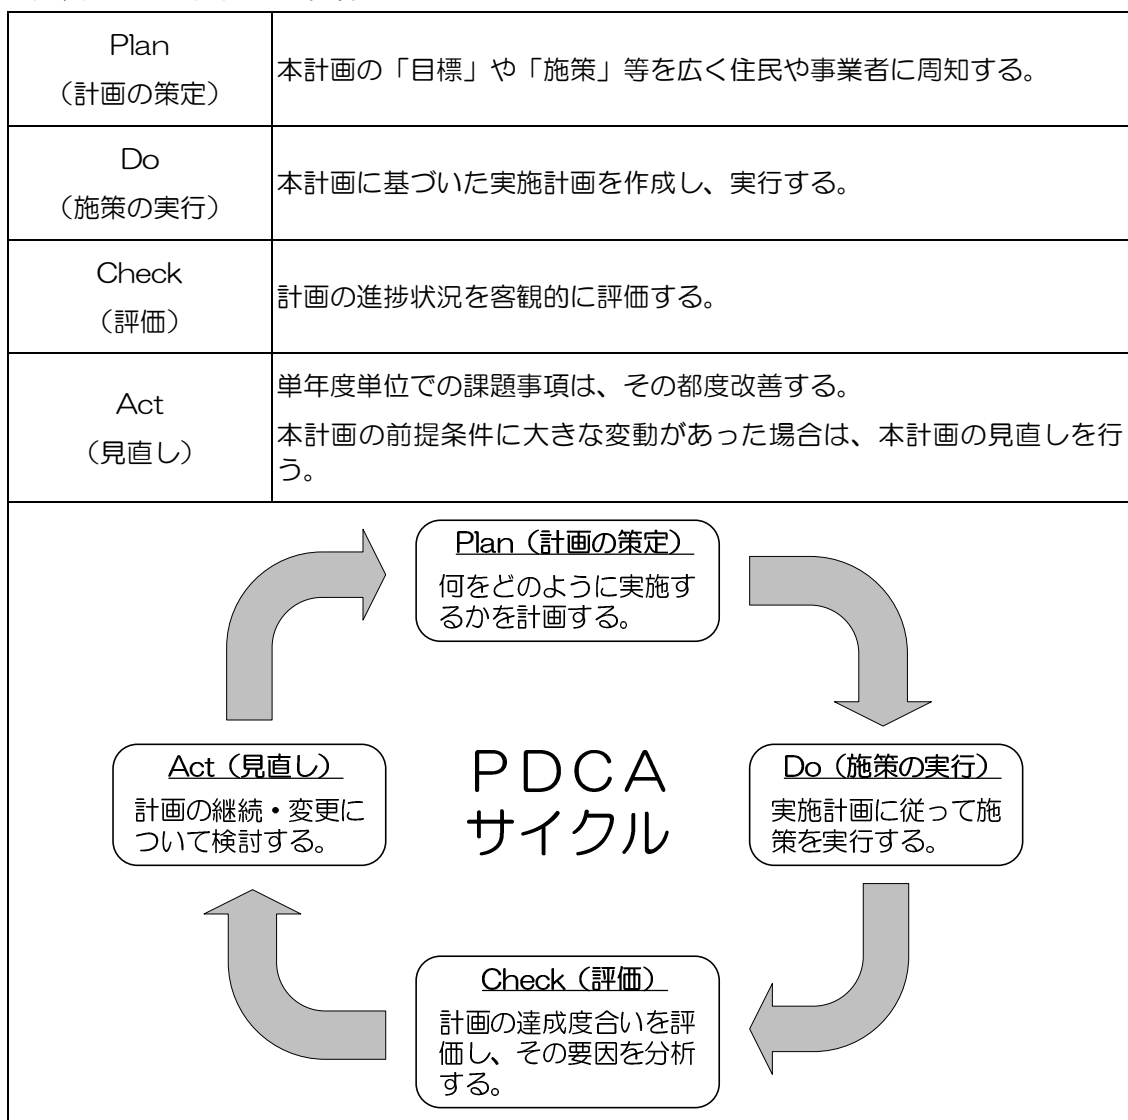 Plan
（計画の策定）
本計画の「目標」や「施策」等を広く住民や事業者に周知する。
Do
（施策の実行）
本計画に基づいた実施計画を作成し、実行する。
Check
（評価）
計画の進捗状況を客観的に評価する。
Act
（見直し）
単年度単位での課題事項は、その都度改善する。
本計画の前提条件に大きな変動があった場合は、本計画の見直しを行
う。
Plan（計画の策定）
何をどのように実施す
るかを計画する。
Act（見直し）
計画の継続・変更に
ついて検討する。
ＰＤＣＡ
サイクル
Do（施策の実行）
実施計画に従って施
策を実行する。
Check（評価）
計画の達成度合いを評
価し、その要因を分析
する。